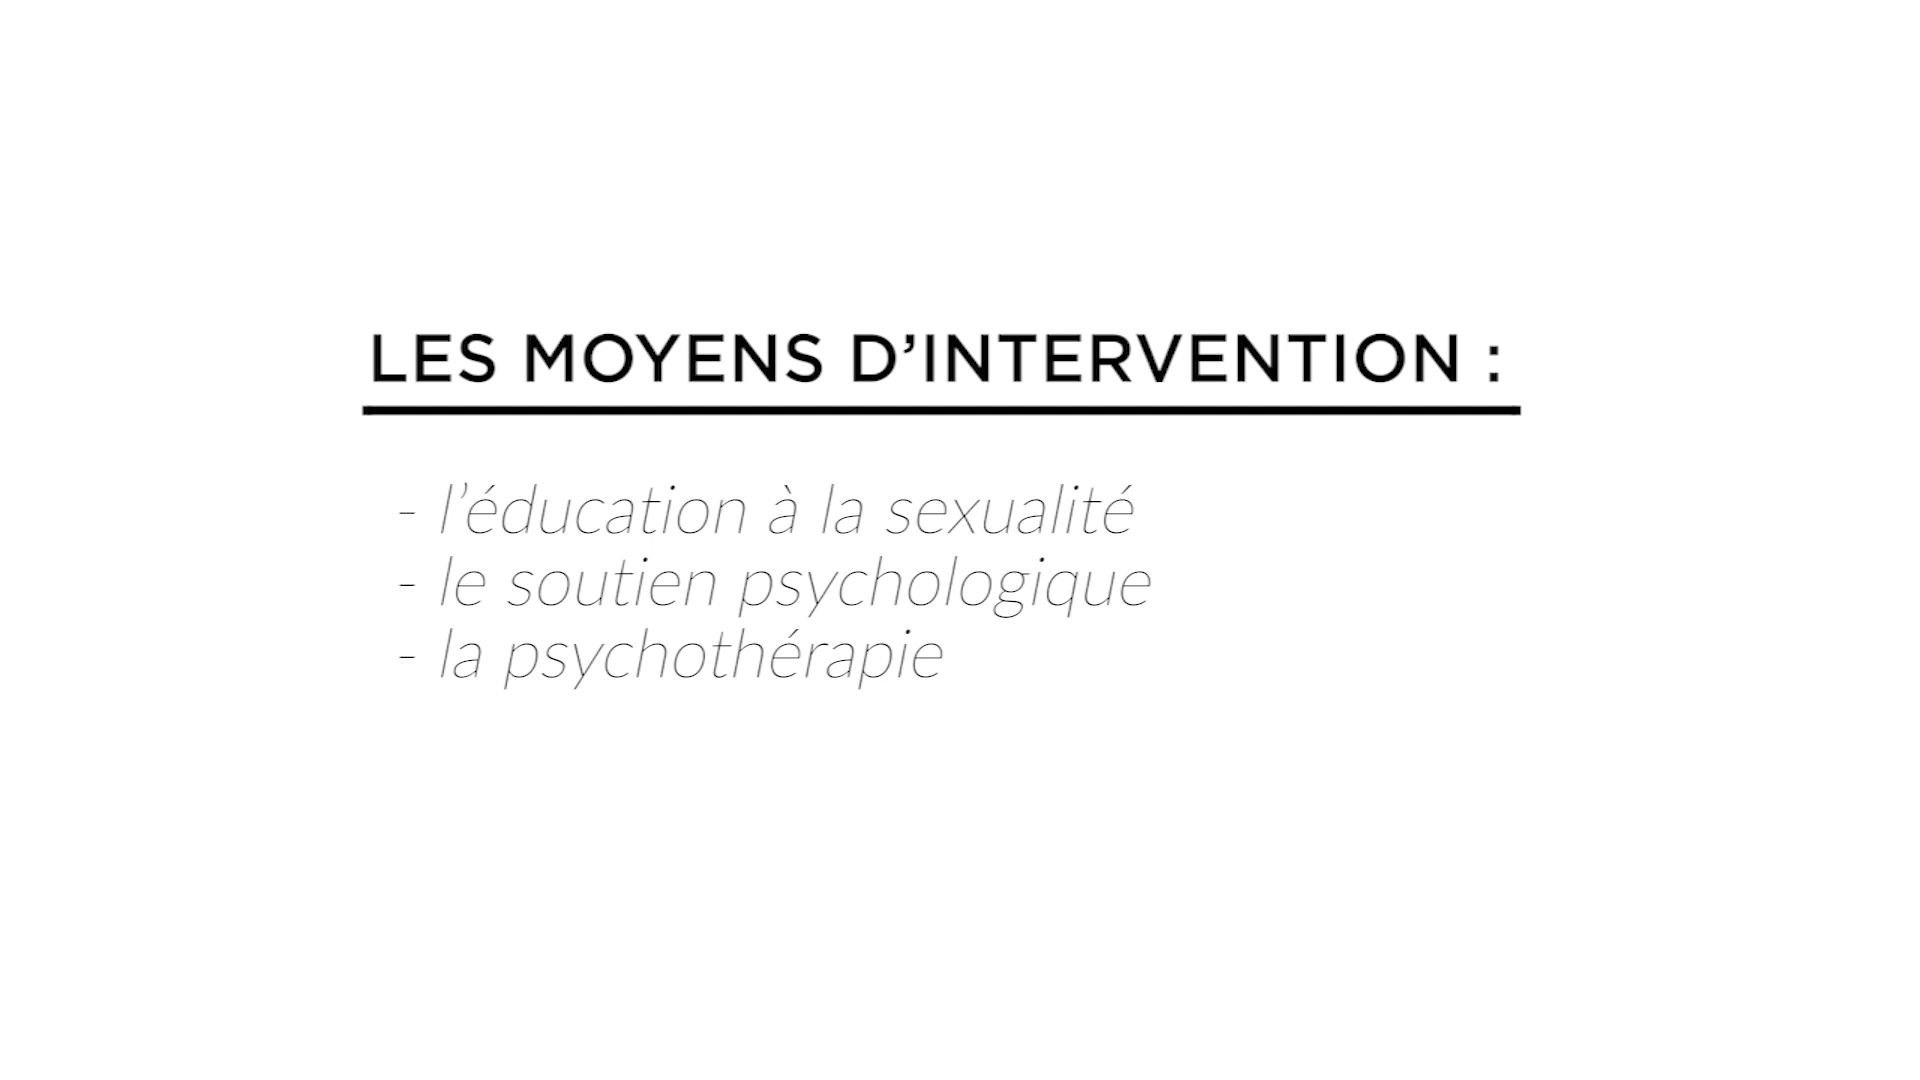 LES MOYENS D’INTERVENTION :
- l’éducation à la sexualité
- le soutien psychologique
- la psychothérapie